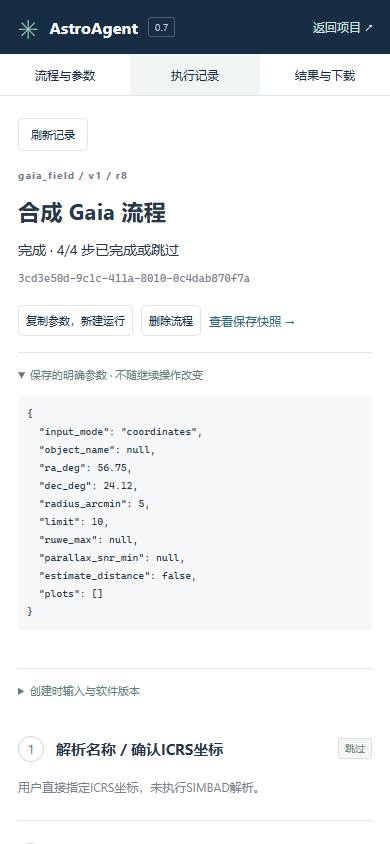 AstroAgent 0.7 返回项目 ↗
流程与参数 执行记录 结果与下载
刷新记录
gaia_field / v1 / r8
合成 Gaia 流程
完成 · 4/4 步已完成或跳过
3cd3e50d-9c1c-411a-8010-0c4dab870f7a
复制参数，新建运行 删除流程 查看保存快照 →
▼ 保存的明确参数 · 不随继续操作改变
{
"input_mode": "coordinates",
"object_name": null,
"ra_deg": 56.75,
"dec_deg": 24.12,
"radius_arcmin": 5,
"limit": 10,
"ruwe_max": null,
"parallax_snr_min": null,
"estimate_distance": false,
"plots": []
}
▶ 创建时输入与软件版本
1 解析名称 / 确认ICRS坐标 跳过
用户直接指定ICRS坐标，未执行SIMBAD解析。